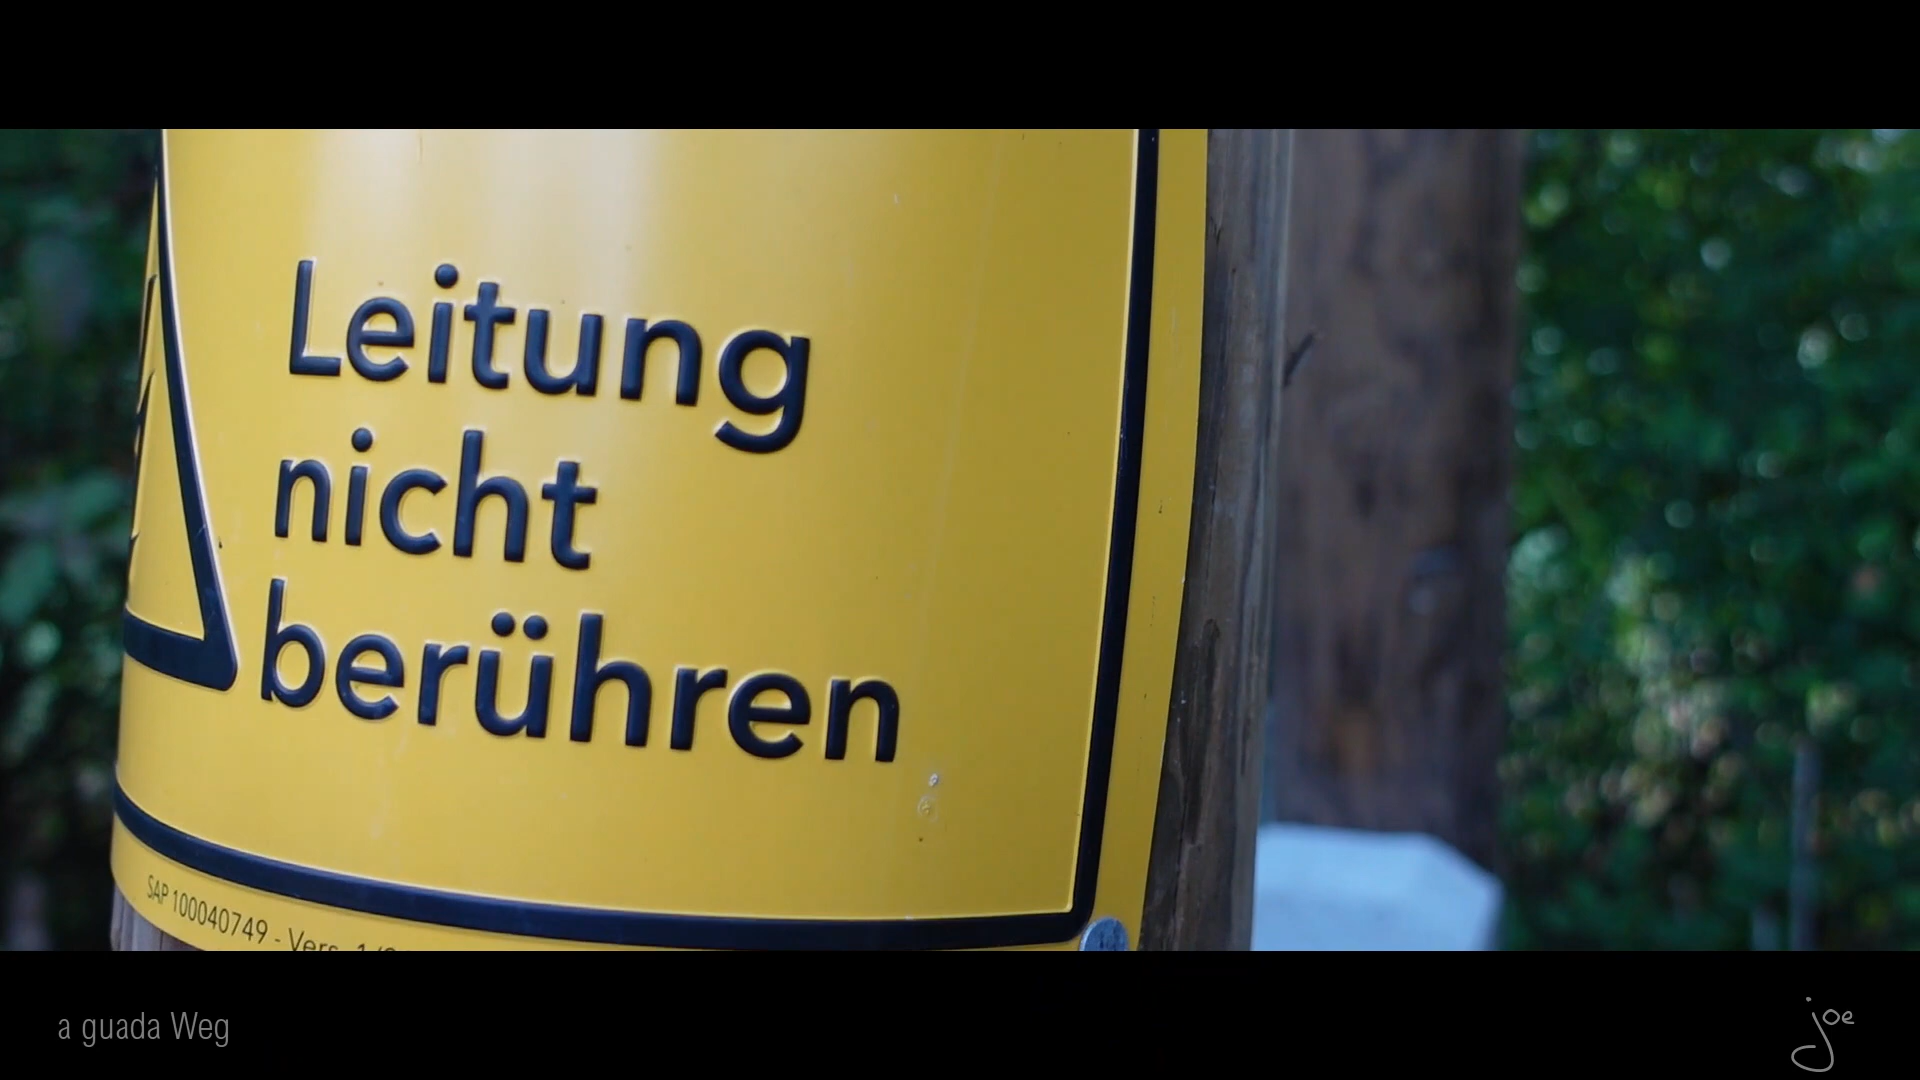 Leitung
nicht
berühren
SAP 100040749 - Vers.
a guada Weg
joe